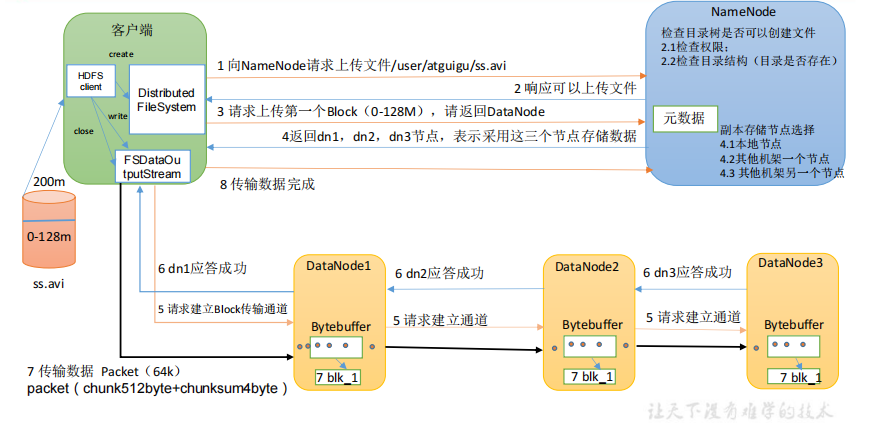 客户端
create
HDFS
client
Distributed
FileSystem
write
close
FSDataOu
tputStream
200m
0-128m
ss.avi
1 向NameNode请求上传文件/user/atguigu/ss.avi
2 响应可以上传文件
3 请求上传第一个Block（0-128M），请返回DataNode
4返回dn1，dn2，dn3节点，表示采用这三个节点存储数据
8 传输数据完成
NameNode
检查目录树是否可以创建文件
2.1检查权限；
2.2检查目录结构（目录是否存在）
元数据
副本存储节点选择
4.1本地节点
4.2其他机架一个节点
4.3 其他机架另一个节点
6 dn1应答成功
5 请求建立Block传输通道
DataNode1
Bytebuffer
7 blk_1
6 dn2应答成功
5 请求建立通道
DataNode2
Bytebuffer
7 blk_1
6 dn3应答成功
5 请求建立通道
DataNode3
Bytebuffer
7 blk_1
7 传输数据 Packet（64k）
packet（chunk512byte+chunksum4byte）
让天下没有难学的技术